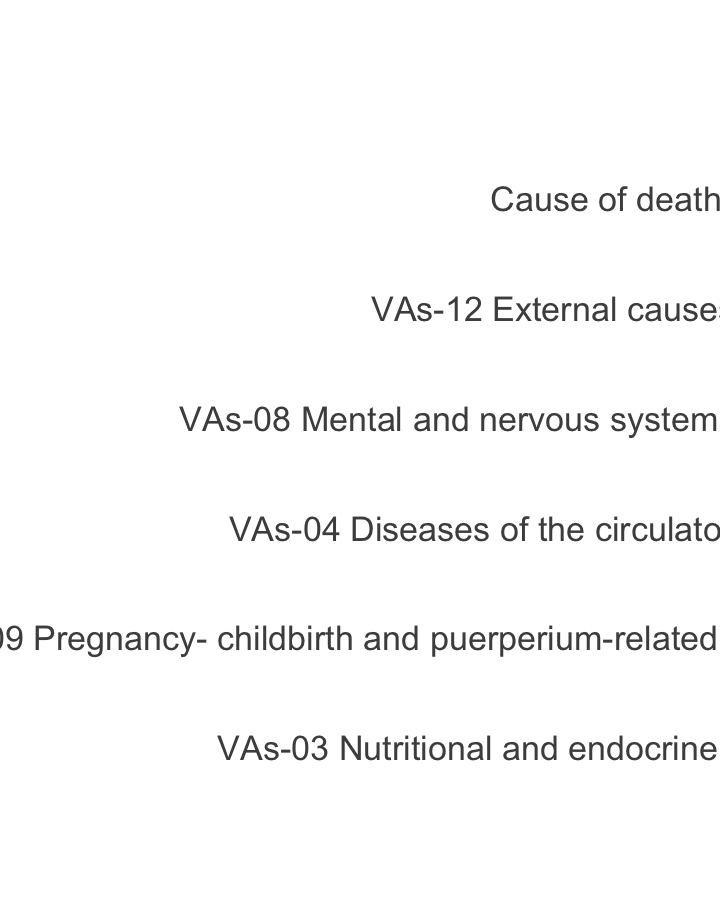 Cause of death
VAs-12 External causes
VAs-08 Mental and nervous system
VAs-04 Diseases of the circulato
09 Pregnancy- childbirth and puerperium-related
VAs-03 Nutritional and endocrine